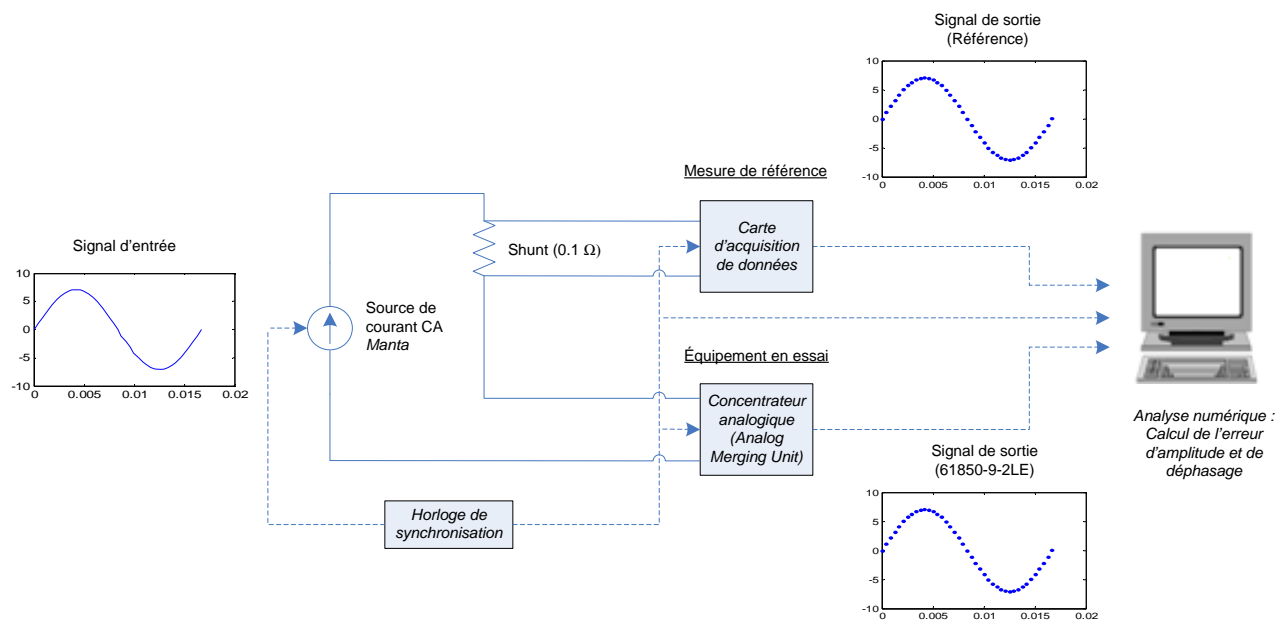 Signal d'entrée
10
5
0
-5
-10
0
0.005
0.01
0.015
0.02
Source de
courant CA
Manta
Shunt (0.1 Ω)
Horloge de
synchronisation
Mesure de référence
Carte
d'acquisition
de données
Équipement en essai
Concentrateur
analogique
(Analog
Merging Unit)
Signal de sortie
(Référence)
10
5
0
-5
-10
0
0.005
0.01
0.015
0.02
Signal de sortie
(61850-9-2LE)
10
5
0
-5
-10
0
0.005
0.01
0.015
0.02
Analyse numérique :
Calcul de l'erreur
d'amplitude et de
déphasage